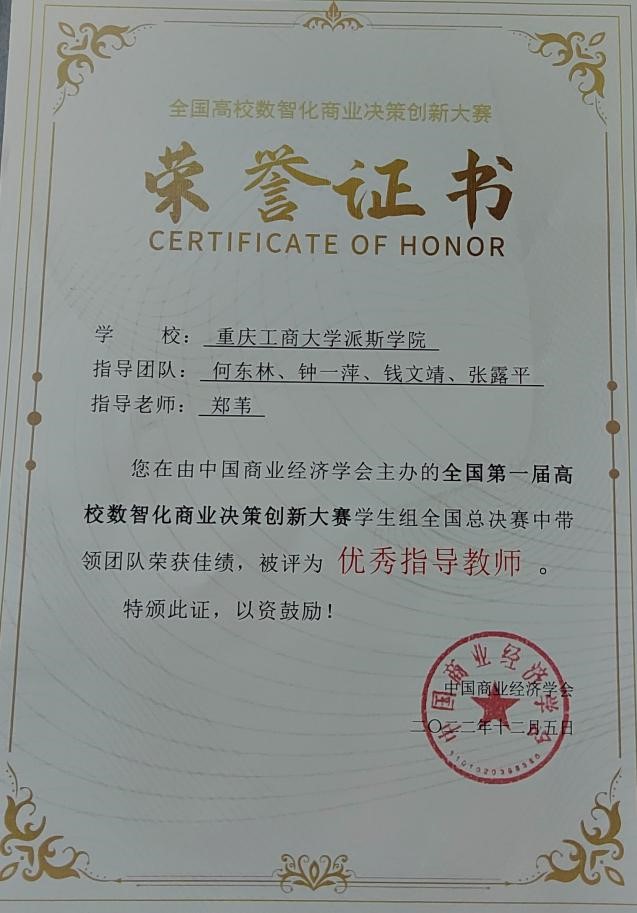 全国高校数智化商业决策创新大赛
荣誉证书
CERTIFICATE OF HONOR
学 校：重庆工商大学派斯学院
指导团队：何东林、钟一萍、钱文靖、张露平
指导老师：郑苇
您在由中国商业经济学会主办的全国第一届高
校数智化商业决策创新大赛学生组全国总决赛中带
领团队荣获佳绩，被评为 优秀指导教师 。
特颁此证，以资鼓励！
中国商业经济学会
二〇二二年十二月五日
中国商业经济学会